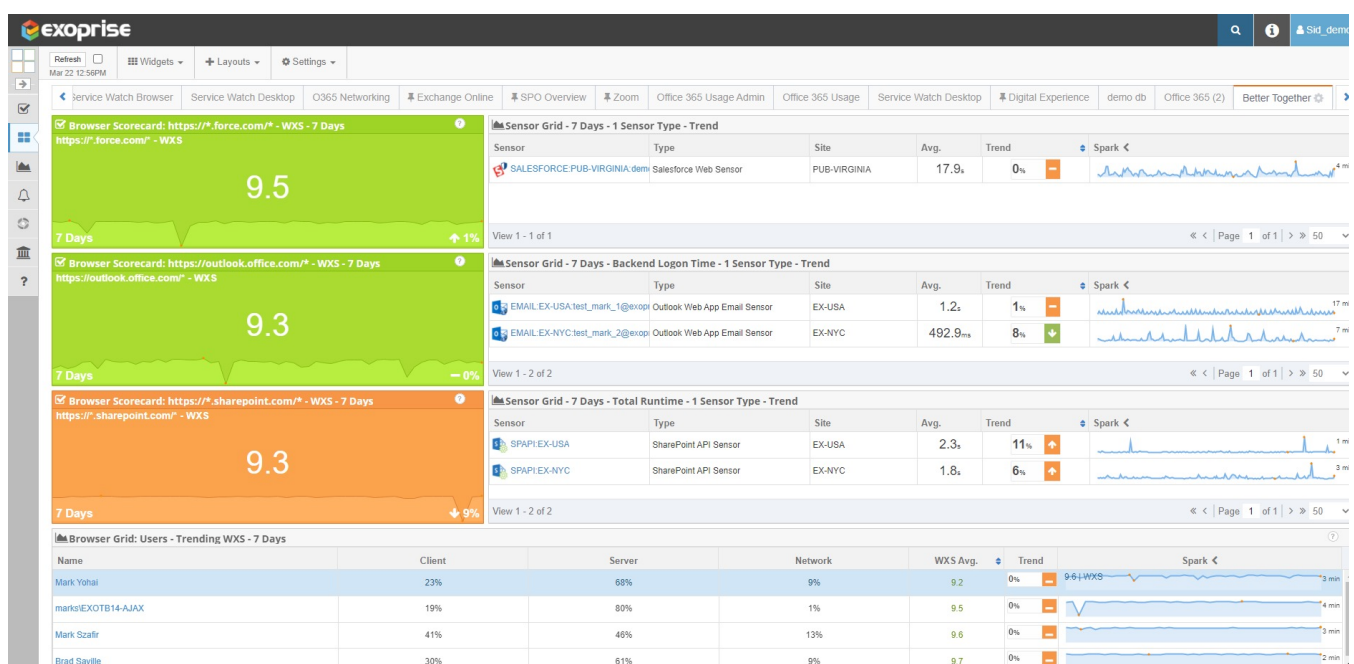 exoprise
Sid_demo
Refresh
Mar 22 12:56PM
Widgets
Layouts
Settings
Service Watch Browser Service Watch Desktop O365 Networking Exchange Online SPO Overview Zoom Office 365 Usage Admin Office 365 Usage Service Watch Desktop Digital Experience demo db Office 365 (2) Better Together
Browser Scorecard: https://*.force.com/* - WXS - 7 Days
https://*.force.com/* - WXS
9.5
7 Days 1%
Sensor Grid - 7 Days - 1 Sensor Type - Trend
Sensor Type Site Avg. Trend Spark
SALESFORCE:PUB-VIRGINIA:dem Salesforce Web Sensor PUB-VIRGINIA 17.9s 0% 4 mi
View 1 - 1 of 1 Page 1 of 1 50
Browser Scorecard: https://outlook.office.com/* - WXS - 7 Days
https://outlook.office.com/* - WXS
9.3
7 Days 0%
Sensor Grid - 7 Days - Backend Logon Time - 1 Sensor Type - Trend
Sensor Type Site Avg. Trend Spark
EMAIL:EX-USA:test_mark_1@exopr Outlook Web App Email Sensor EX-USA 1.2s 1% 17 mi
EMAIL:EX-NYC:test_mark_2@exop Outlook Web App Email Sensor EX-NYC 492.9ms 8% 7 mi
View 1 - 2 of 2 Page 1 of 1 50
Browser Scorecard: https://*.sharepoint.com/* - WXS - 7 Days
https://*.sharepoint.com/* - WXS
9.3
7 Days 9%
Sensor Grid - 7 Days - Total Runtime - 1 Sensor Type - Trend
Sensor Type Site Avg. Trend Spark
SPAPI:EX-USA SharePoint API Sensor EX-USA 2.3s 11% 1 mi
SPAPI:EX-NYC SharePoint API Sensor EX-NYC 1.8s 6% 3 mi
View 1 - 2 of 2 Page 1 of 1 50
Browser Grid: Users - Trending WXS - 7 Days
Name Client Server Network WXS Avg. Trend Spark
Mark Yohai 23% 68% 9% 9.2 0% 9.6 | WXS 3 min
marks\EXOTB14-AJAX 19% 80% 1% 9.5 0% 4 min
Mark Szafir 41% 46% 13% 9.6 0% 3 min
Brad Saville 30% 61% 9% 9.7 0% 2 min